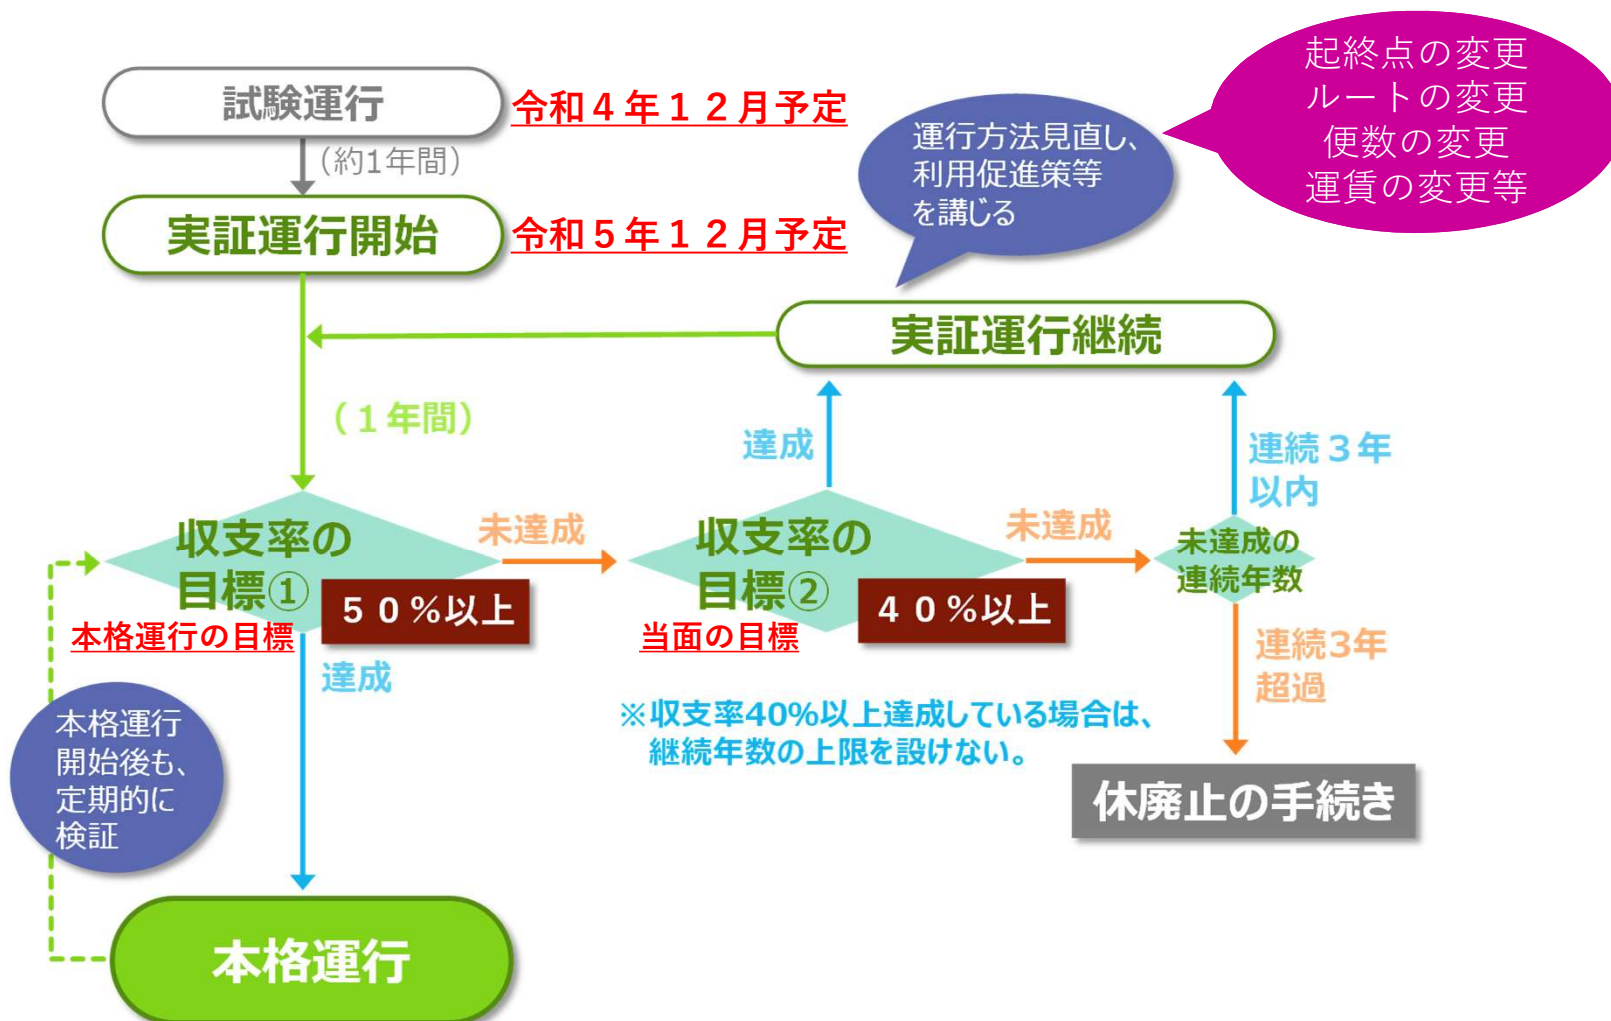 試験運行
令和４年１２月予定
(約1年間)
実証運行開始
令和５年１２月予定
運行方法見直し、
利用促進策等
を講じる
起終点の変更
ルートの変更
便数の変更
運賃の変更等
実証運行継続
（１年間）
達成
連続３年
以内
収支率の
目標①
５０％以上
本格運行の目標
未達成
収支率の
目標②
４０％以上
当面の目標
未達成
未達成の
連続年数
達成
連続3年
超過
※収支率40%以上達成している場合は、
継続年数の上限を設けない。
本格運行
開始後も、
定期的に
検証
休廃止の手続き
本格運行